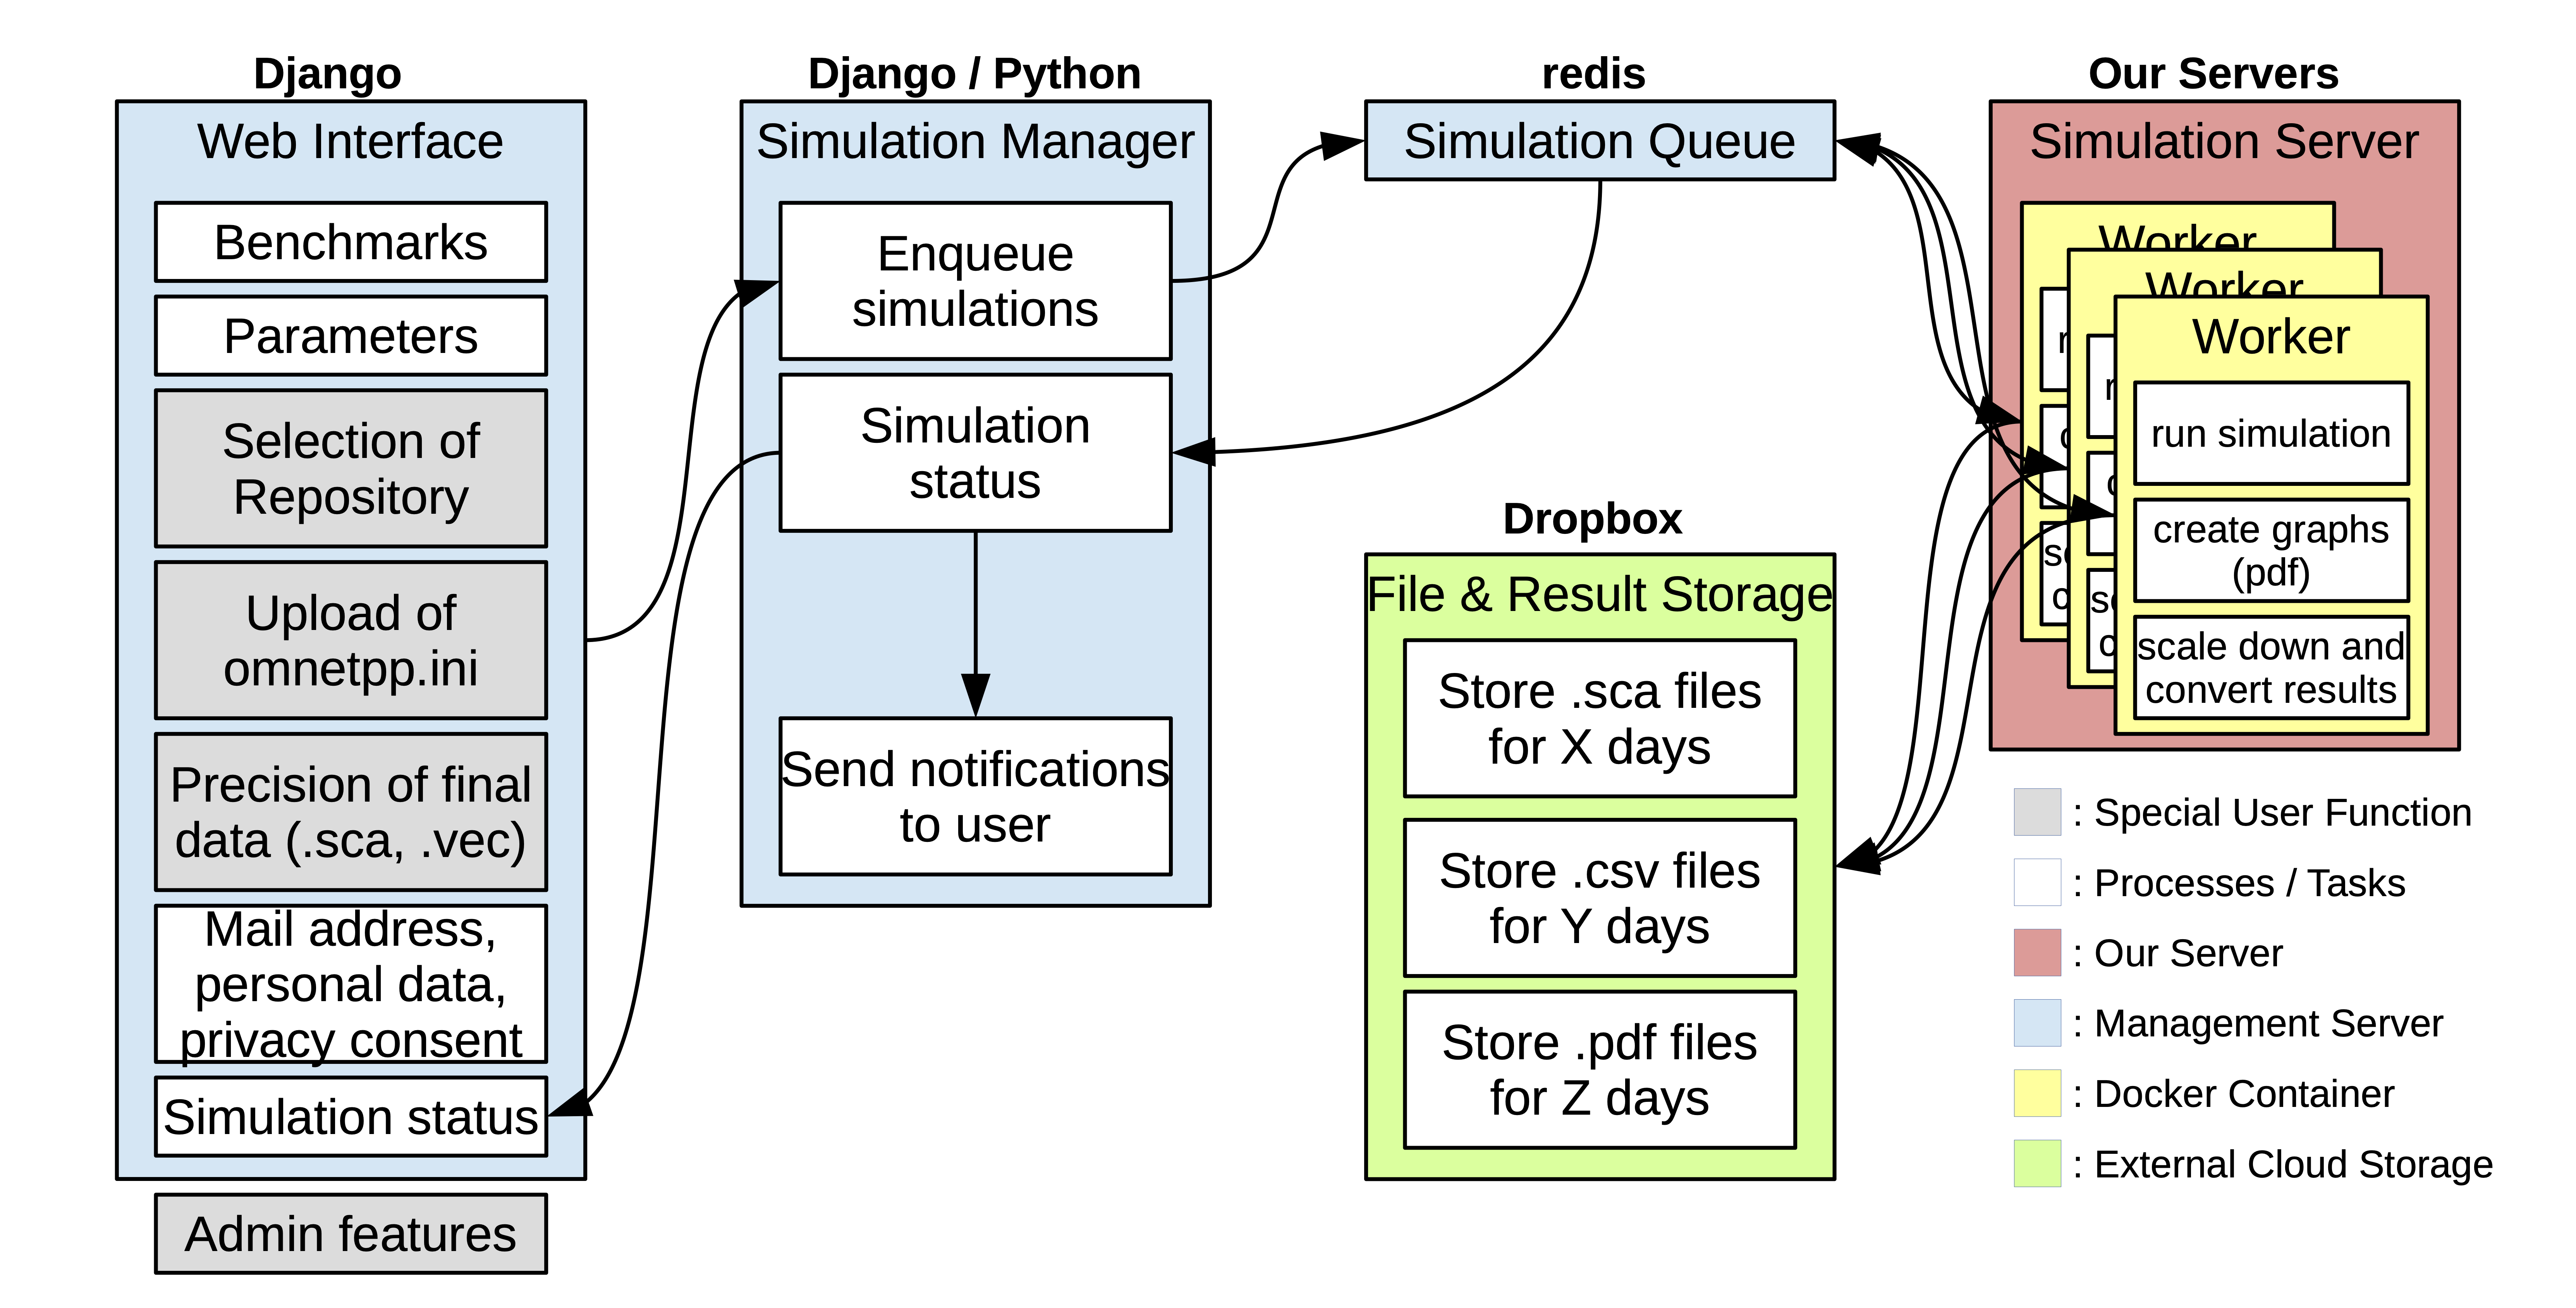 Django
Web Interface
Benchmarks
Parameters
Selection of
Repository
Upload of
omnetpp.ini
Precision of final
data (.sca, .vec)
Mail address,
personal data,
privacy consent
Simulation status
Admin features
Django / Python
Simulation Manager
Enqueue
simulations
Simulation
status
Send notifications
to user
redis
Simulation Queue
Dropbox
File & Result Storage
Store .sca files
for X days
Store .csv files
for Y days
Store .pdf files
for Z days
Our Servers
Simulation Server
Worker
Worker
Worker
run simulation
create graphs
(pdf)
scale down and
convert results
: Special User Function
: Processes / Tasks
: Our Server
: Management Server
: Docker Container
: External Cloud Storage